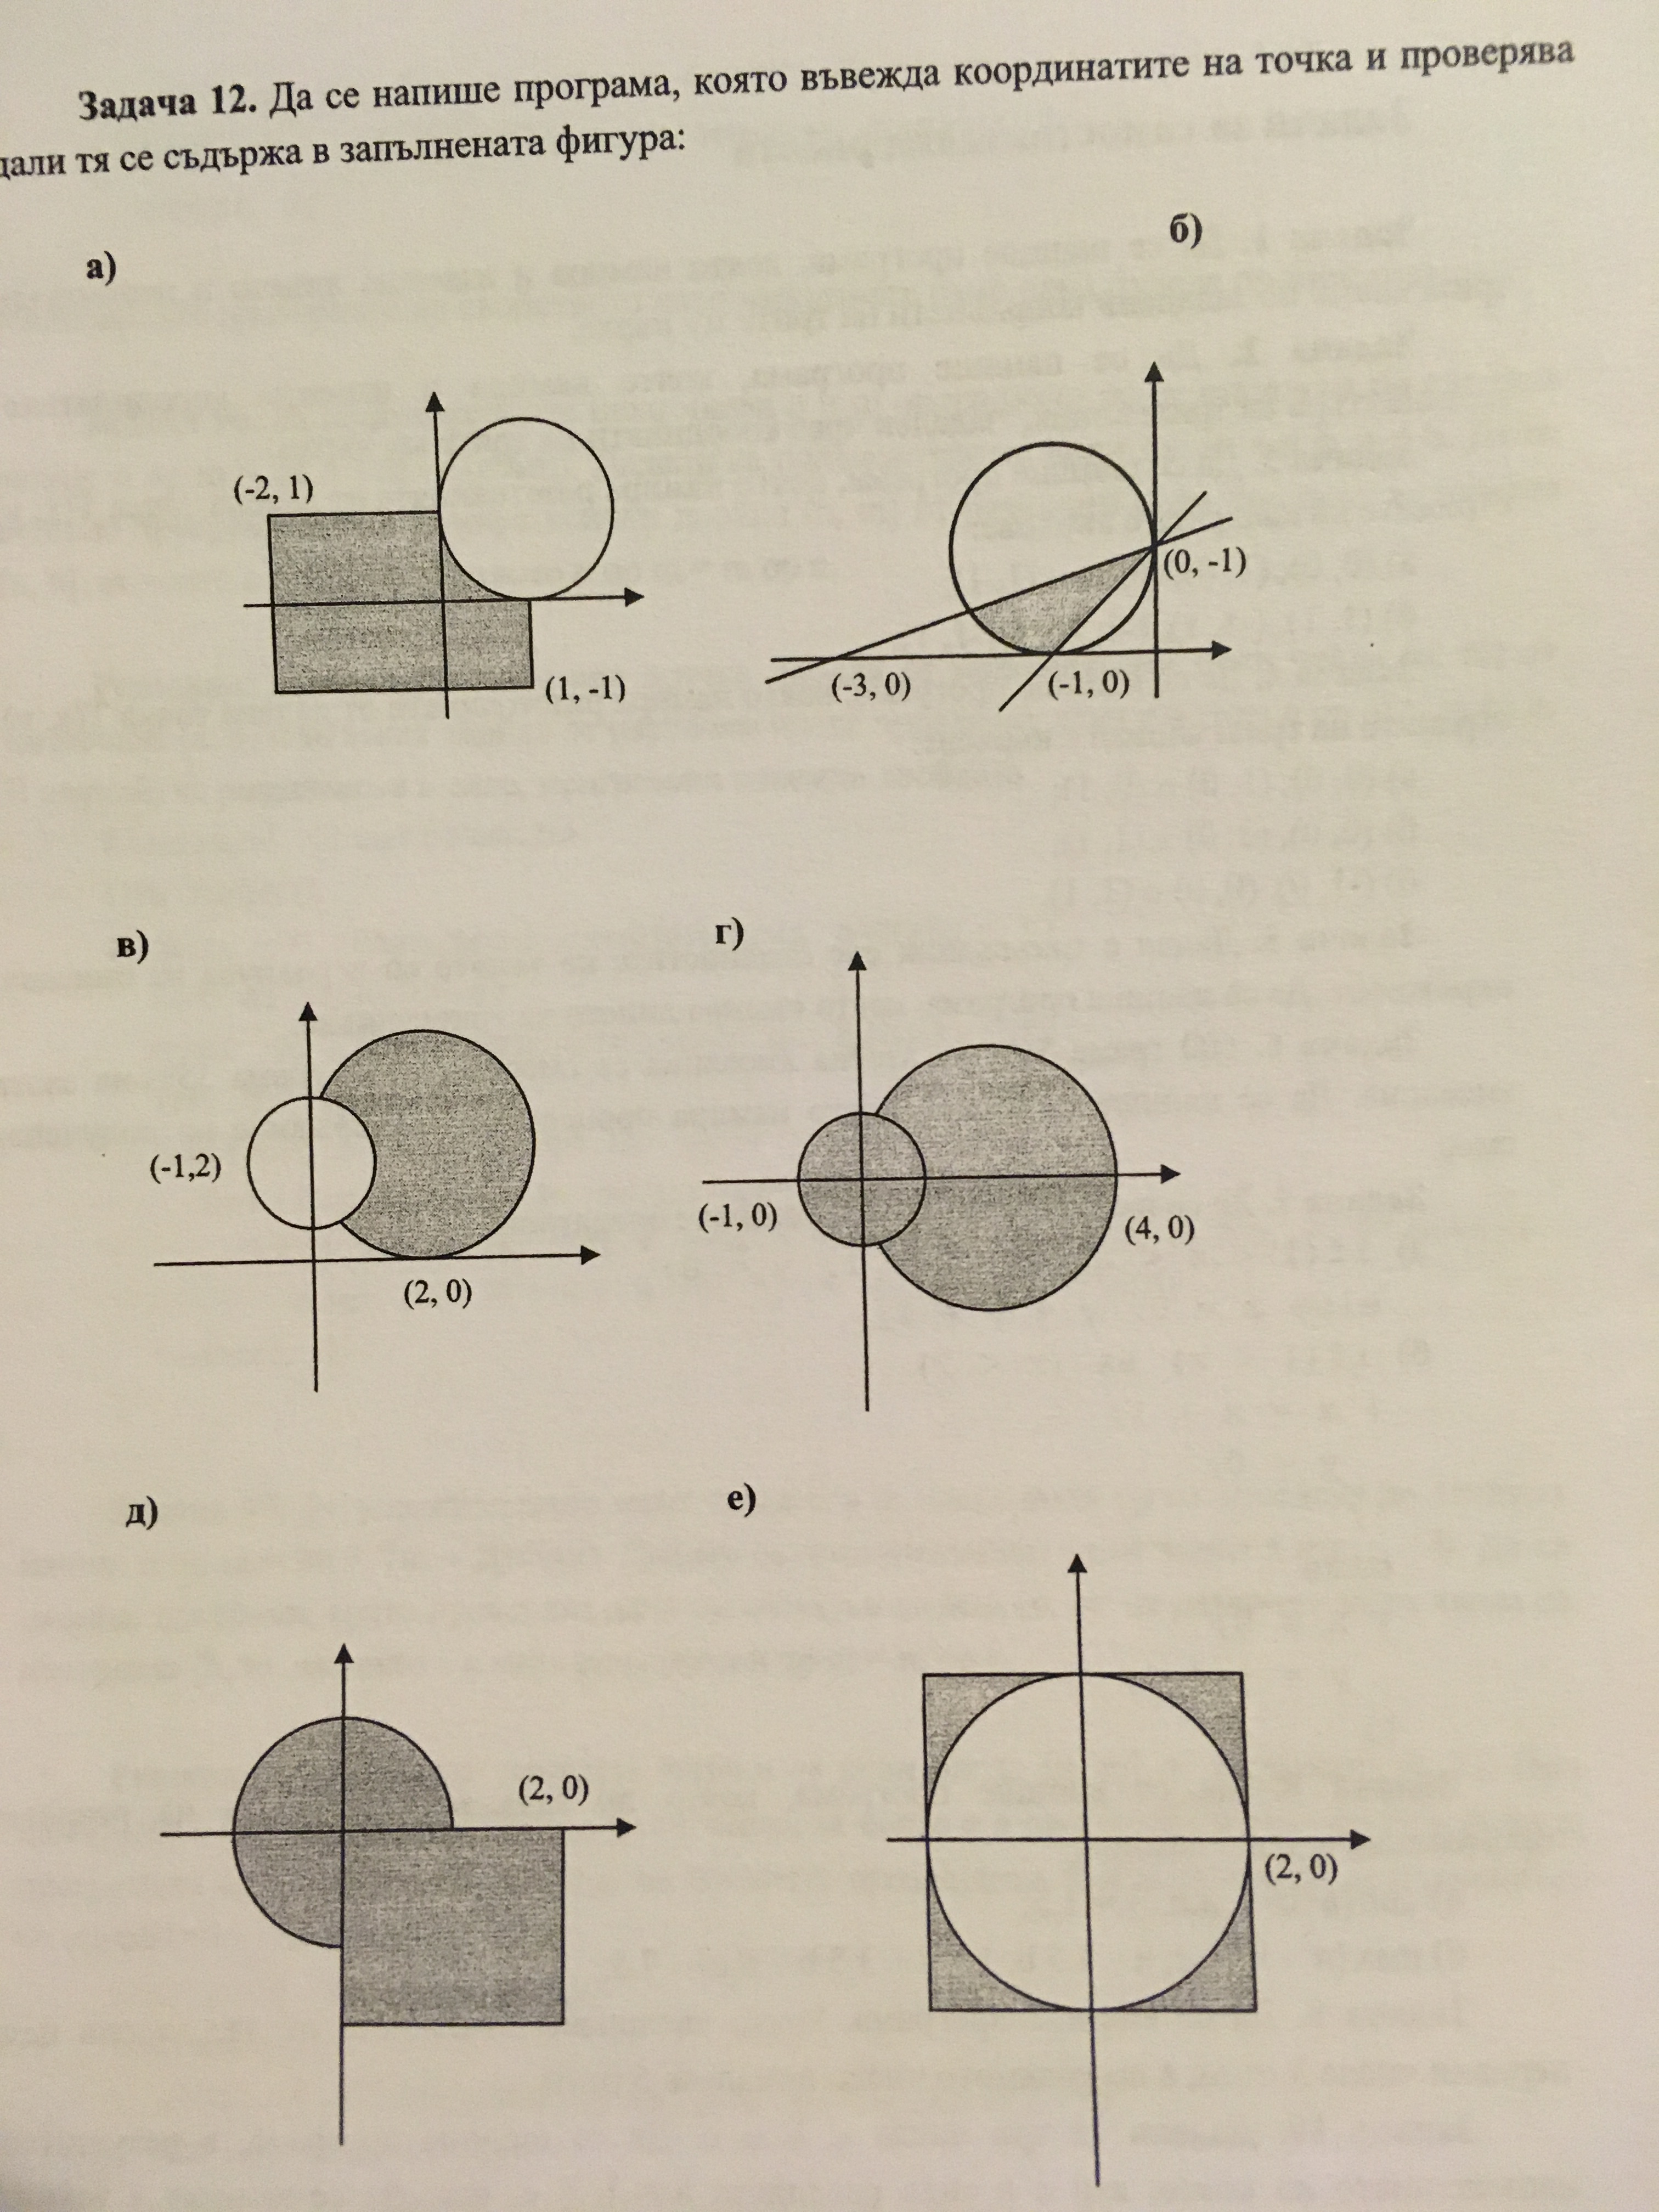 Задача 12. Да се напише програма, която въвежда координатите на точка и проверява
дали тя се съдържа в запълнената фигура:
а)
б)
(-2, 1)
(1, -1)
(0, -1)
(-3, 0)
(-1, 0)
в)
г)
(-1,2)
(2, 0)
(-1, 0)
(4, 0)
д)
е)
(2, 0)
(2, 0)